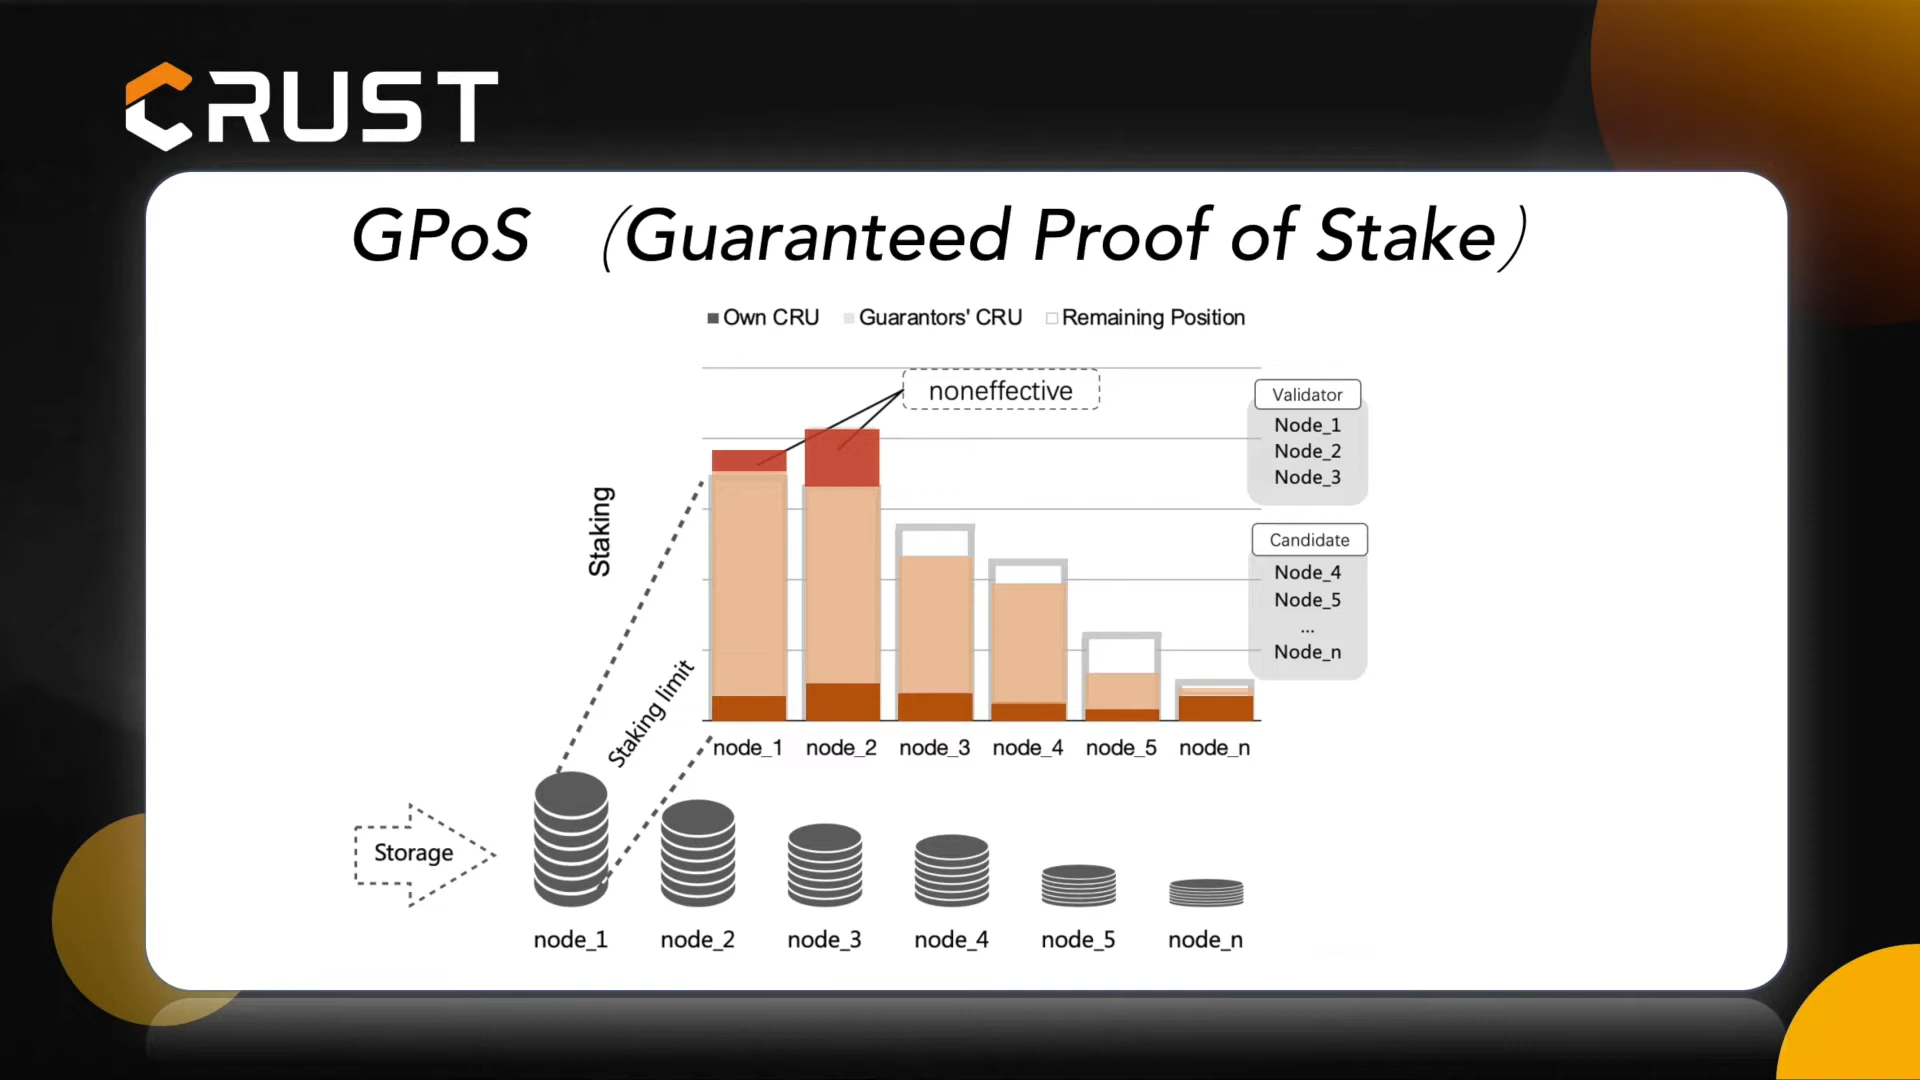 CRUST
GPoS （Guaranteed Proof of Stake）
Own CRU
Guarantors' CRU
Remaining Position
noneffective
Staking
Staking limit
node_1 node_2 node_3 node_4 node_5 node_n
Validator
Node_1
Node_2
Node_3
Candidate
Node_4
Node_5
...
Node_n
Storage
node_1 node_2 node_3 node_4 node_5 node_n